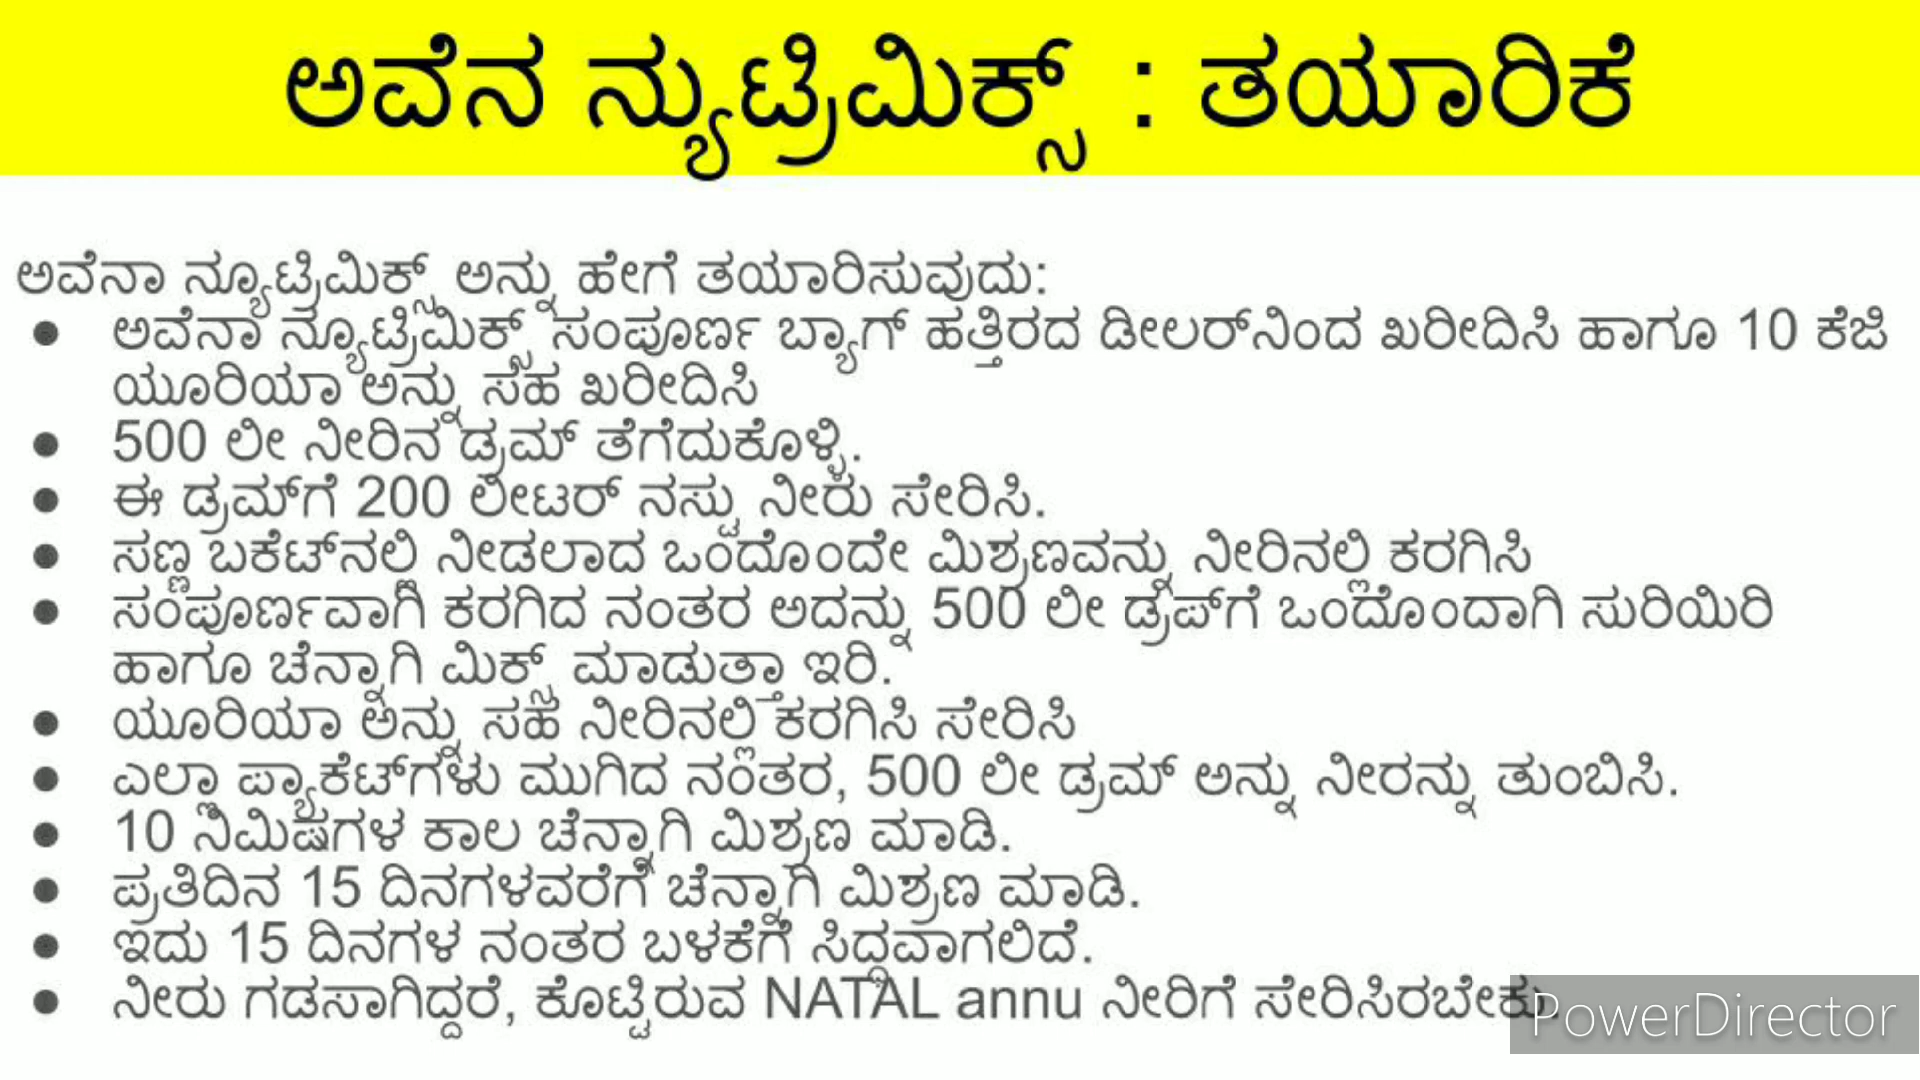 ಅವೆನ ನ್ಯುಟ್ರಿಮಿಕ್ಸ್ : ತಯಾರಿಕೆ
ಅವೆನಾ ನ್ಯೂಟ್ರಿಮಿಕ್ಸ್ ಅನ್ನು ಹೇಗೆ ತಯಾರಿಸುವುದು:
● ಅವೆನಾ ನ್ಯೂಟ್ರಿಮಿಕ್ಸ್ ಸಂಪೂರ್ಣ ಬ್ಯಾಗ್ ಹತ್ತಿರದ ಡೀಲರ್‌ನಿಂದ ಖರೀದಿಸಿ ಹಾಗೂ 10 ಕೆಜಿ
ಯೂರಿಯಾ ಅನ್ನು ಸಹ ಖರೀದಿಸಿ
● 500 ಲೀ ನೀರಿನ ಡ್ರಮ್ ತೆಗೆದುಕೊಳ್ಳಿ.
● ಈ ಡ್ರಮ್‌ಗೆ 200 ಲೀಟರ್ ನಸ್ಟು ನೀರು ಸೇರಿಸಿ.
● ಸಣ್ಣ ಬಕೆಟ್‌ನಲ್ಲಿ ನೀಡಲಾದ ಒಂದೊಂದೇ ಮಿಶ್ರಣವನ್ನು ನೀರಿನಲ್ಲಿ ಕರಗಿಸಿ
● ಸಂಪೂರ್ಣವಾಗಿ ಕರಗಿದ ನಂತರ ಅದನ್ನು 500 ಲೀ ಡ್ರಪ್‌ಗೆ ಒಂದೊಂದಾಗಿ ಸುರಿಯಿರಿ
ಹಾಗೂ ಚೆನ್ನಾಗಿ ಮಿಕ್ಸ್ ಮಾಡುತ್ತಾ ಇರಿ.
● ಯೂರಿಯಾ ಅನ್ನು ಸಹ ನೀರಿನಲ್ಲಿ ಕರಗಿಸಿ ಸೇರಿಸಿ
● ಎಲ್ಲಾ ಪ್ಯಾಕೆಟ್‌ಗಳು ಮುಗಿದ ನಂತರ, 500 ಲೀ ಡ್ರಮ್ ಅನ್ನು ನೀರನ್ನು ತುಂಬಿಸಿ.
● 10 ನಿಮಿಷಗಳ ಕಾಲ ಚೆನ್ನಾಗಿ ಮಿಶ್ರಣ ಮಾಡಿ.
● ಪ್ರತಿದಿನ 15 ದಿನಗಳವರೆಗೆ ಚೆನ್ನಾಗಿ ಮಿಶ್ರಣ ಮಾಡಿ.
● ಇದು 15 ದಿನಗಳ ನಂತರ ಬಳಕೆಗೆ ಸಿದ್ಧವಾಗಲಿದೆ.
● ನೀರು ಗಡಸಾಗಿದ್ದರೆ, ಕೊಟ್ಟಿರುವ NATAL annu ನೀರಿಗೆ ಸೇರಿಸಿರಬೇಕು.
PowerDirector